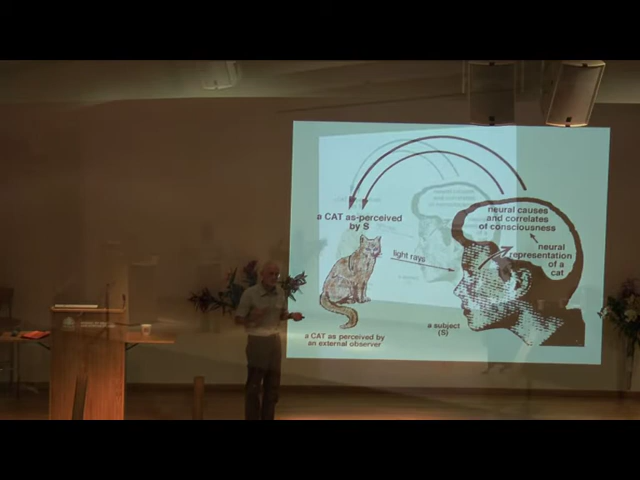 neural causes
and correlates
of consciousness
a CAT as-perceived
by S
neural
representation
of a
cat
light rays
a subject
(S)
a CAT as perceived by
an external observer